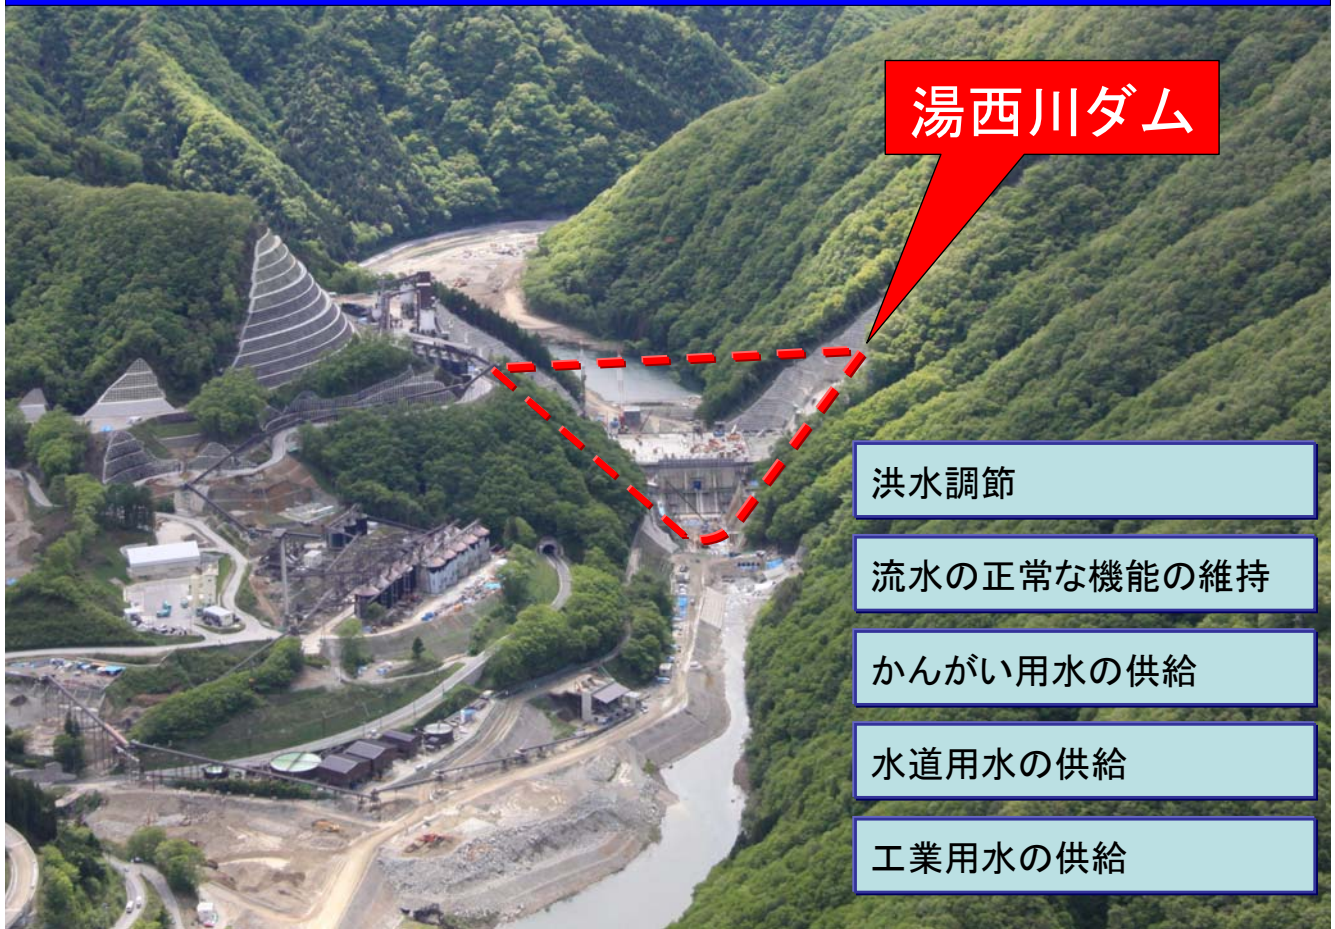 湯西川ダム
洪水調節
流水の正常な機能の維持
かんがい用水の供給
水道用水の供給
工業用水の供給